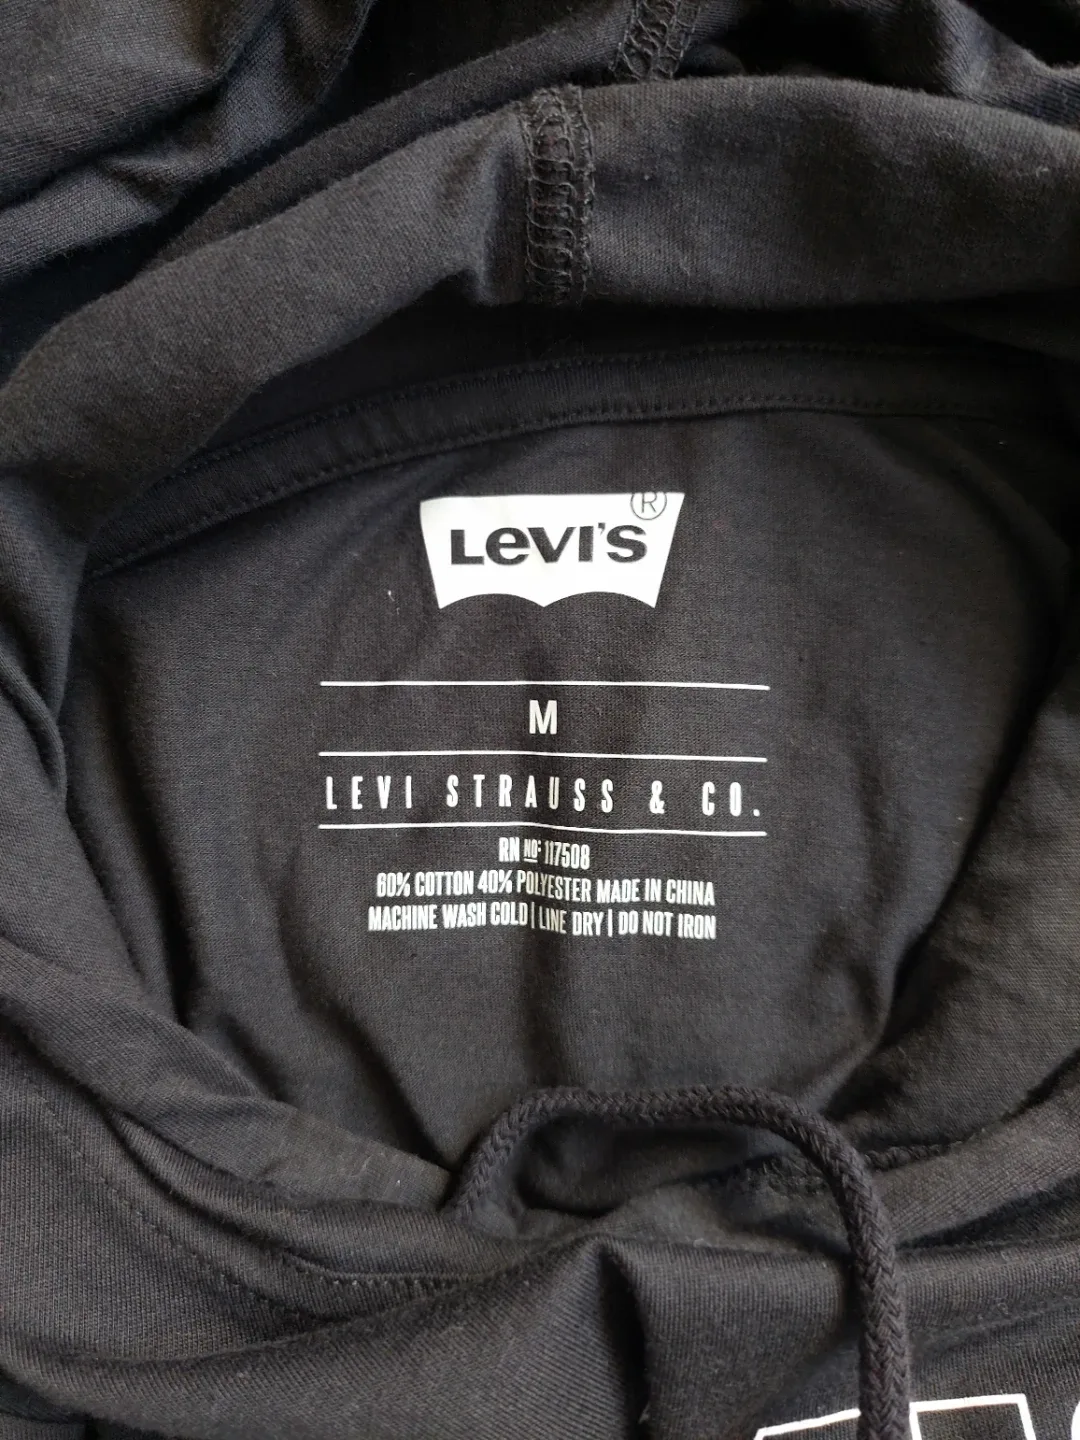 Levi's ®
M
LEVI STRAUSS & CO.
RN NO: 117508
60% COTTON 40% POLYESTER MADE IN CHINA
MACHINE WASH COLD | LINE DRY | DO NOT IRON